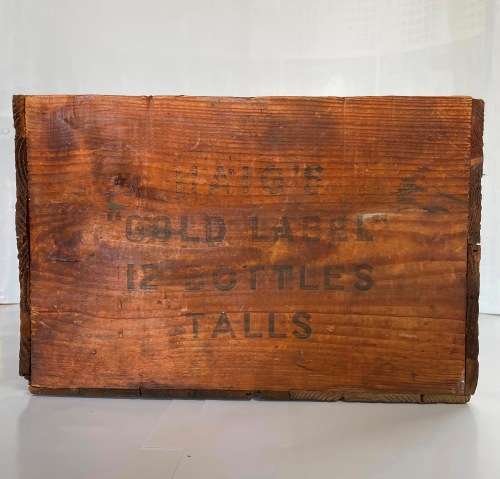 HAIG'S
"GOLD LABEL"
12 BOTTLES
TALLS